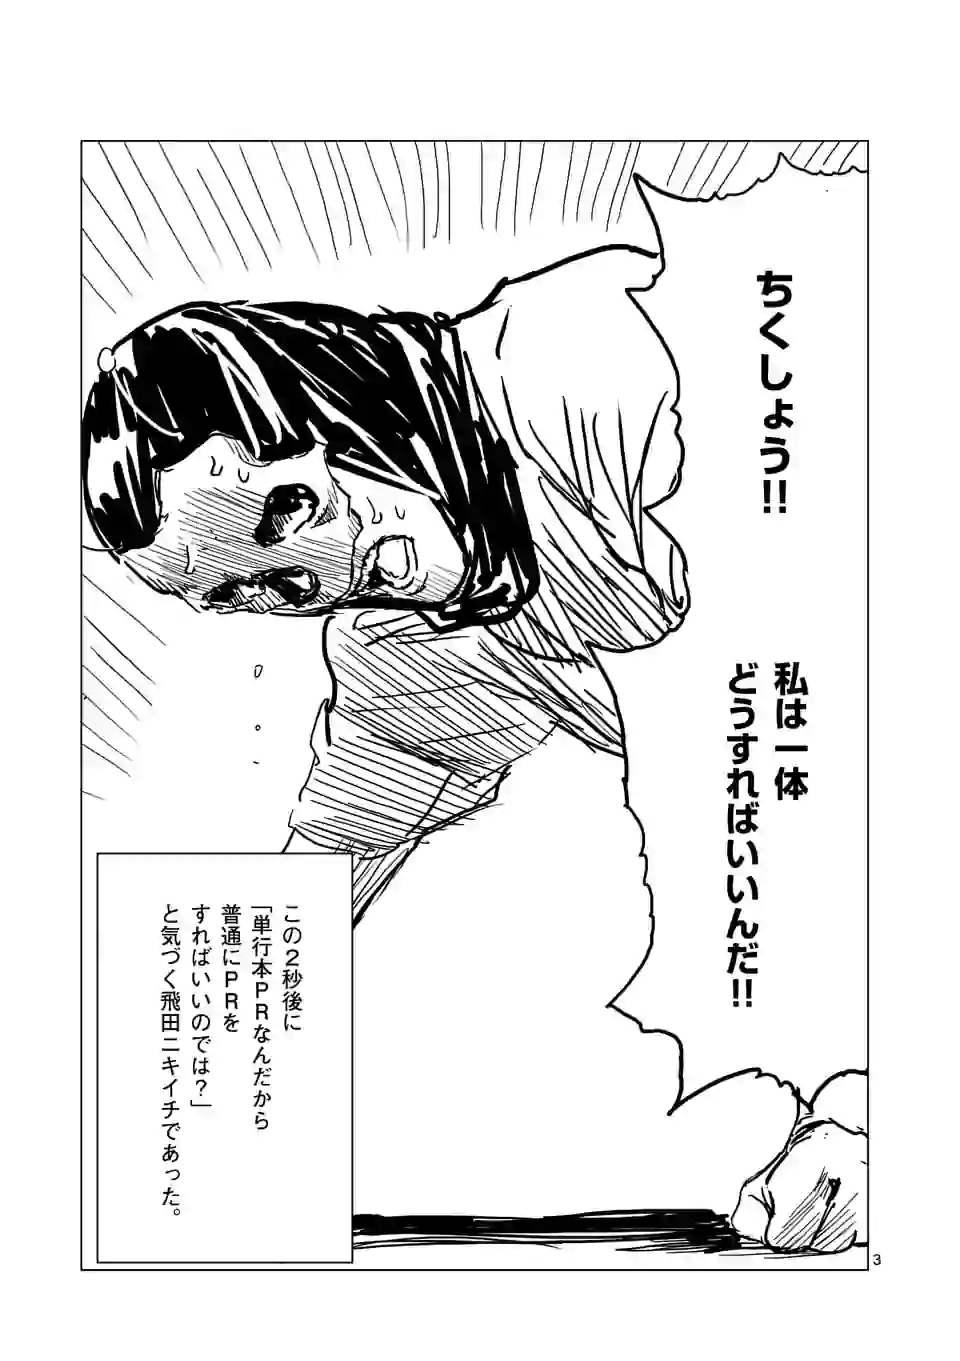 ちくしょう!!
私は一体
どうすればいいんだ!!
この2秒後に
「単行本PRなんだから
普通にPRを
すればいいのでは?」
と気づく飛田ニキイチであった。
3